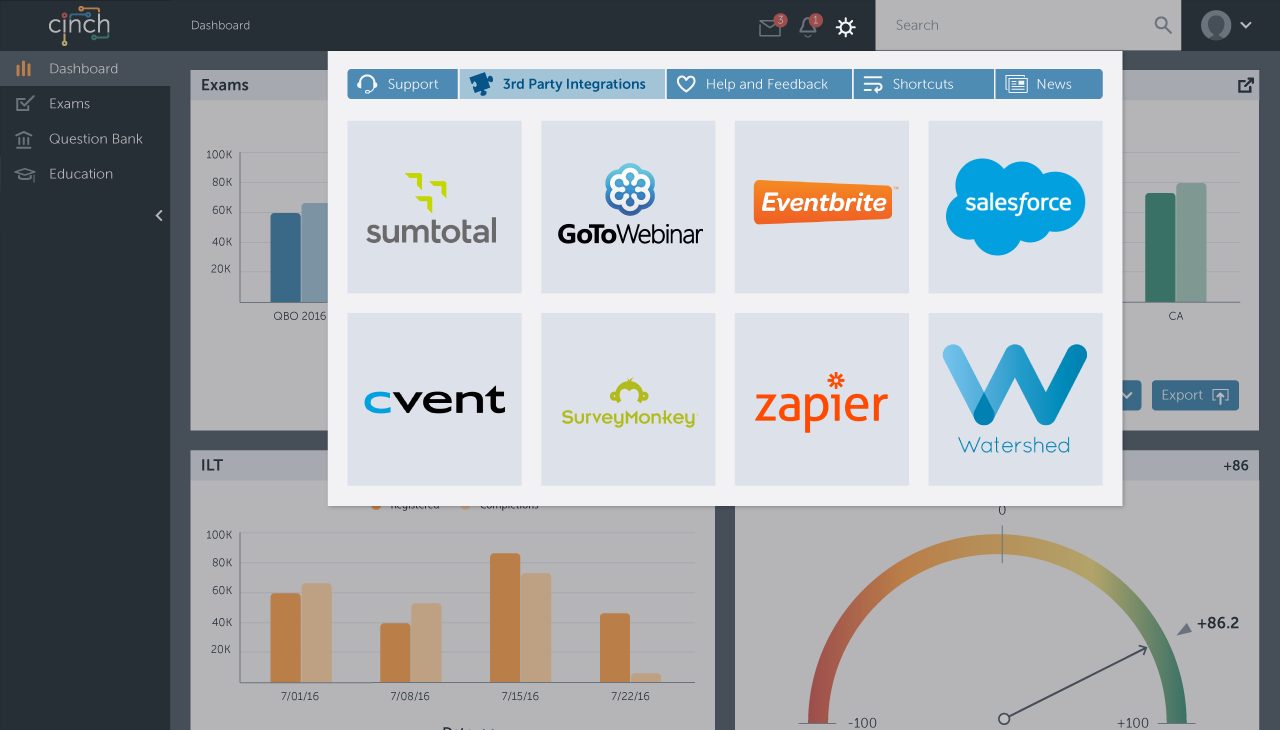 cinch
Dashboard
3
1
Search
Dashboard
Exams
Question Bank
Education
Support
3rd Party Integrations
Help and Feedback
Shortcuts
News
sumtotal
GoToWebinar
Eventbrite™
salesforce
cvent
SurveyMonkey
zapier
Watershed
Exams
100K
80K
60K
40K
20K
QBO 2016
CA
Export
ILT
Registered
Completions
100K
80K
60K
40K
20K
7/01/16
7/08/16
7/15/16
7/22/16
+86
0
+86.2
-100
+100